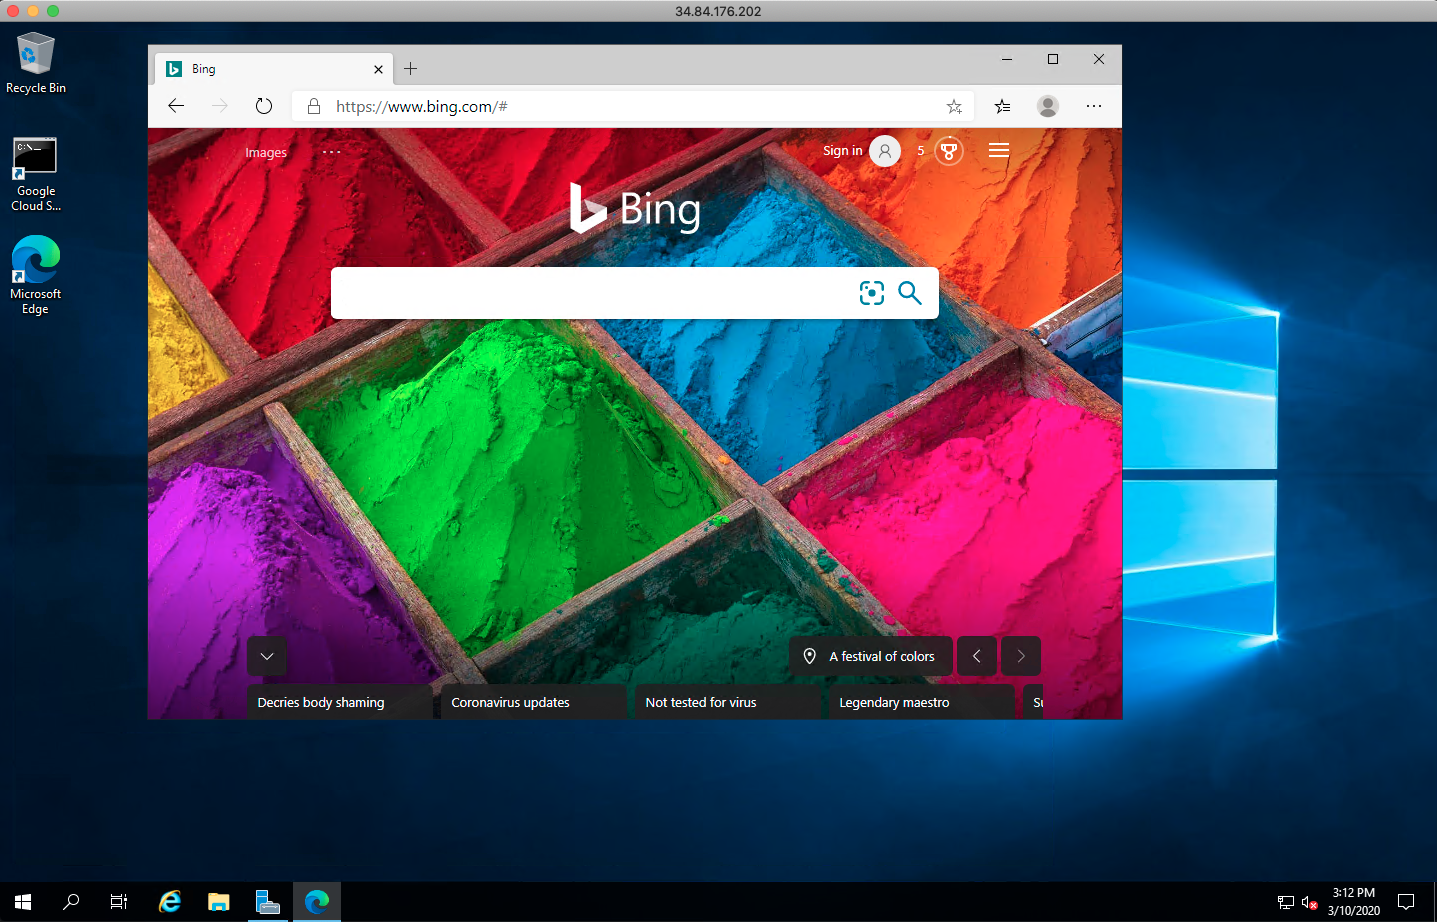 34.84.176.202
Recycle Bin
Google
Cloud S...
Microsoft
Edge
Bing
https://www.bing.com/#
Images
Sign in
5
Bing
A festival of colors
Decries body shaming
Coronavirus updates
Not tested for virus
Legendary maestro
3:12 PM
3/10/2020